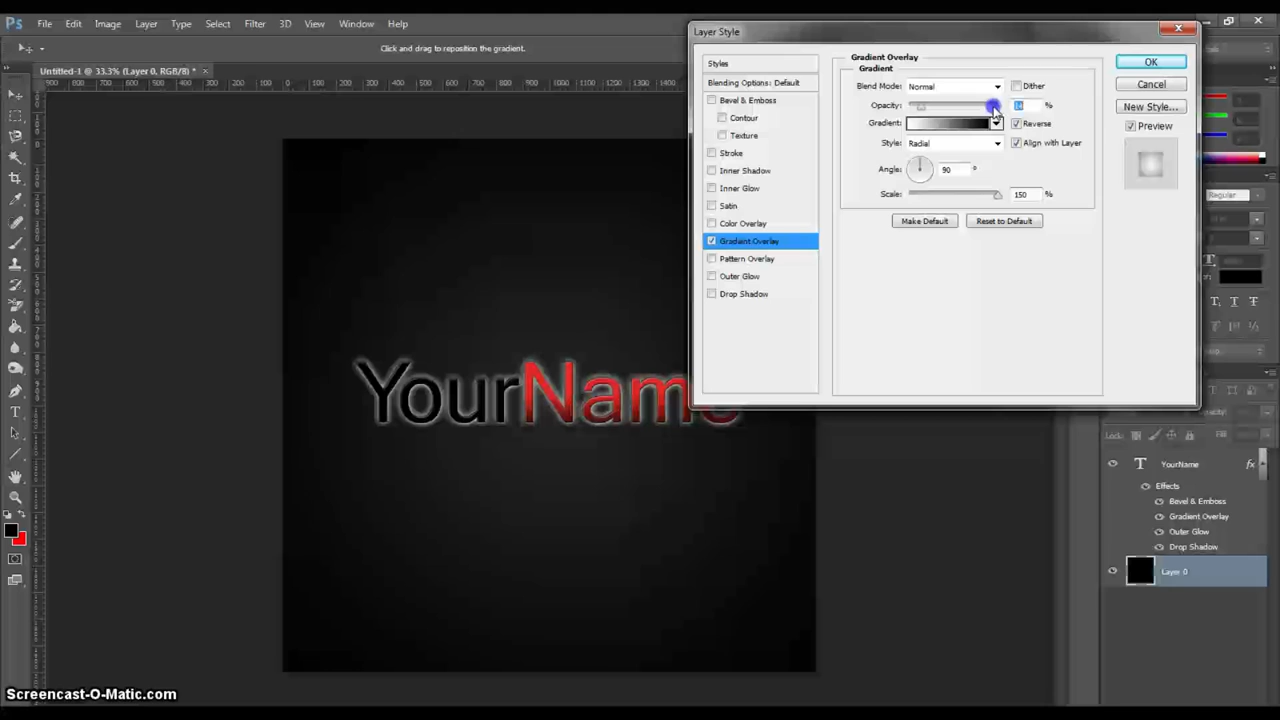 Ps File Edit Image Layer Type Select Filter 3D View Window Help
Click and drag to reposition the gradient.
Untitled-1 @ 33.3% (Layer 0, RGB/8*) * ×
Layer Style
Styles
Blending Options: Default
Bevel & Emboss
Contour
Texture
Stroke
Inner Shadow
Inner Glow
Satin
Color Overlay
Gradient Overlay
Pattern Overlay
Outer Glow
Drop Shadow
Gradient Overlay
Gradient
Blend Mode: Normal Dither
Opacity: %
Gradient: Reverse
Style: Radial Align with Layer
Angle: 90 °
Scale: 150 %
Make Default Reset to Default
OK
Cancel
New Style...
Preview
Regular
YourName
Lock: Fill
YourName fx
Effects
Bevel & Emboss
Gradient Overlay
Outer Glow
Drop Shadow
Layer 0
Screencast-O-Matic.com